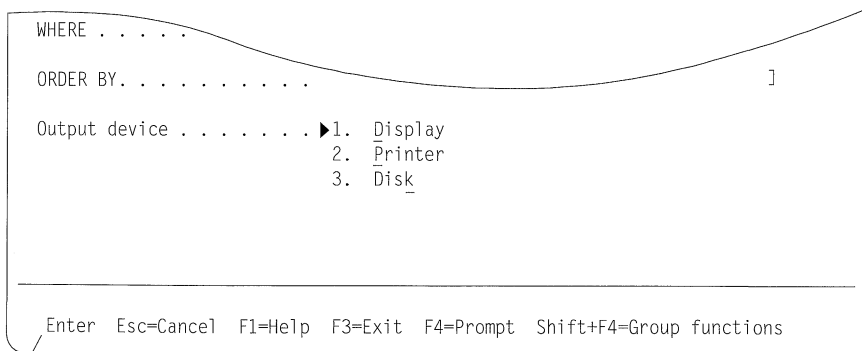 WHERE . . . . .
ORDER BY. . . . . . . . . . . ]
Output device . . . . . . . ▶1. Display
2. Printer
3. Disk
Enter Esc=Cancel F1=Help F3=Exit F4=Prompt Shift+F4=Group functions